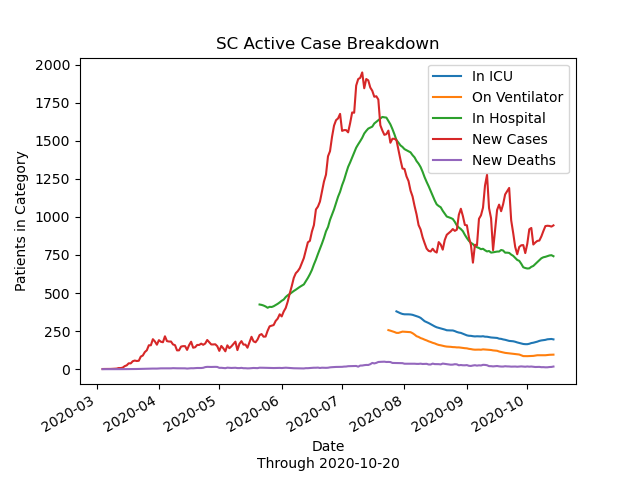 SC Active Case Breakdown
In ICU
On Ventilator
In Hospital
New Cases
New Deaths
Patients in Category
2000
1750
1500
1250
1000
750
500
250
0
2020-03
2020-04
2020-05
2020-06
2020-07
2020-08
2020-09
2020-10
Date
Through 2020-10-20